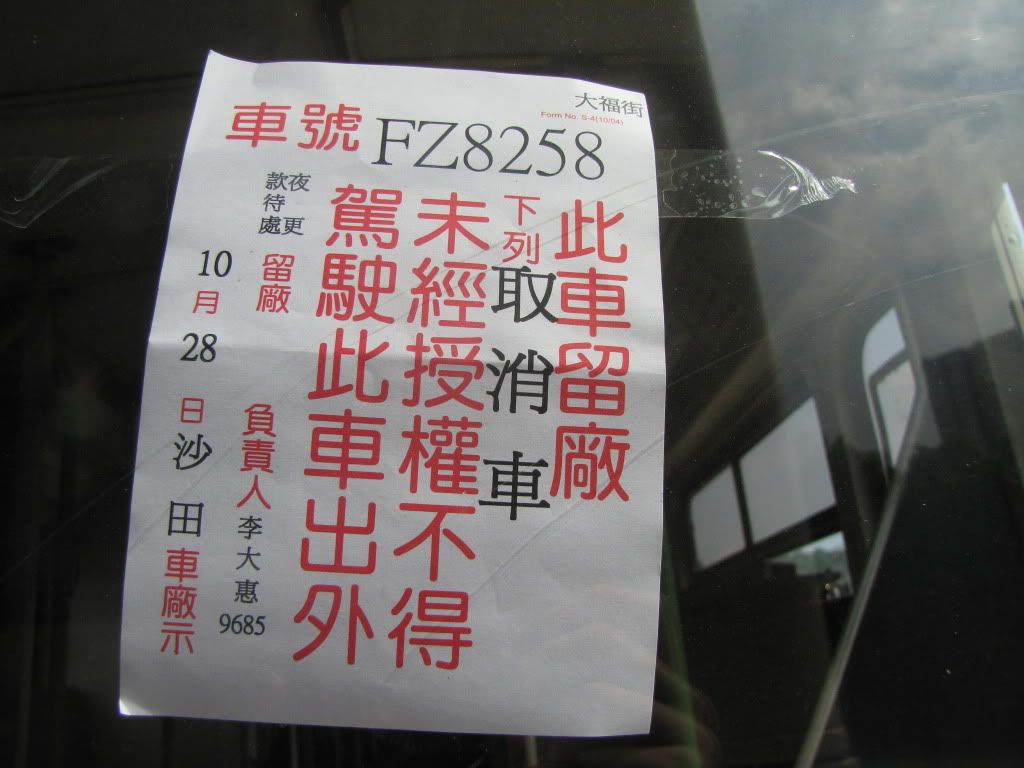 大福街
Form No. S-4(10/04)
車號 FZ8258
此車留廠
下列
取消車
未經授權不得
駕駛此車出外
夜更
款待處
留廠
負責人 李大惠 9685
10月28日 沙田車廠示